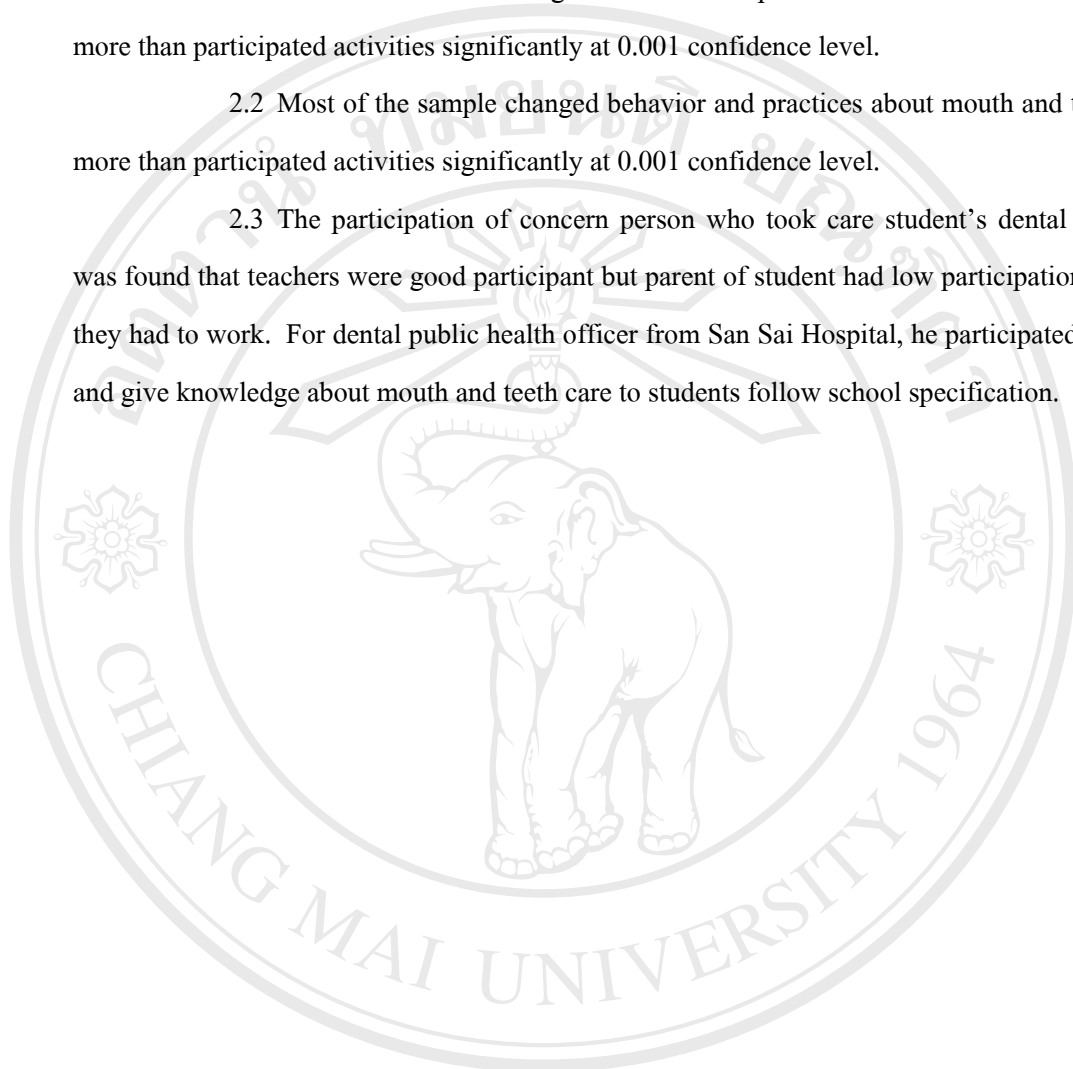 more than participated activities significantly at 0.001 confidence level.
2.2 Most of the sample changed behavior and practices about mouth and
more than participated activities significantly at 0.001 confidence level.
2.3 The participation of concern person who took care student’s dental
was found that teachers were good participant but parent of student had low participation
they had to work. For dental public health officer from San Sai Hospital, he participated
and give knowledge about mouth and teeth care to students follow school specification.
CHIANG MAI UNIVERSITY 1964